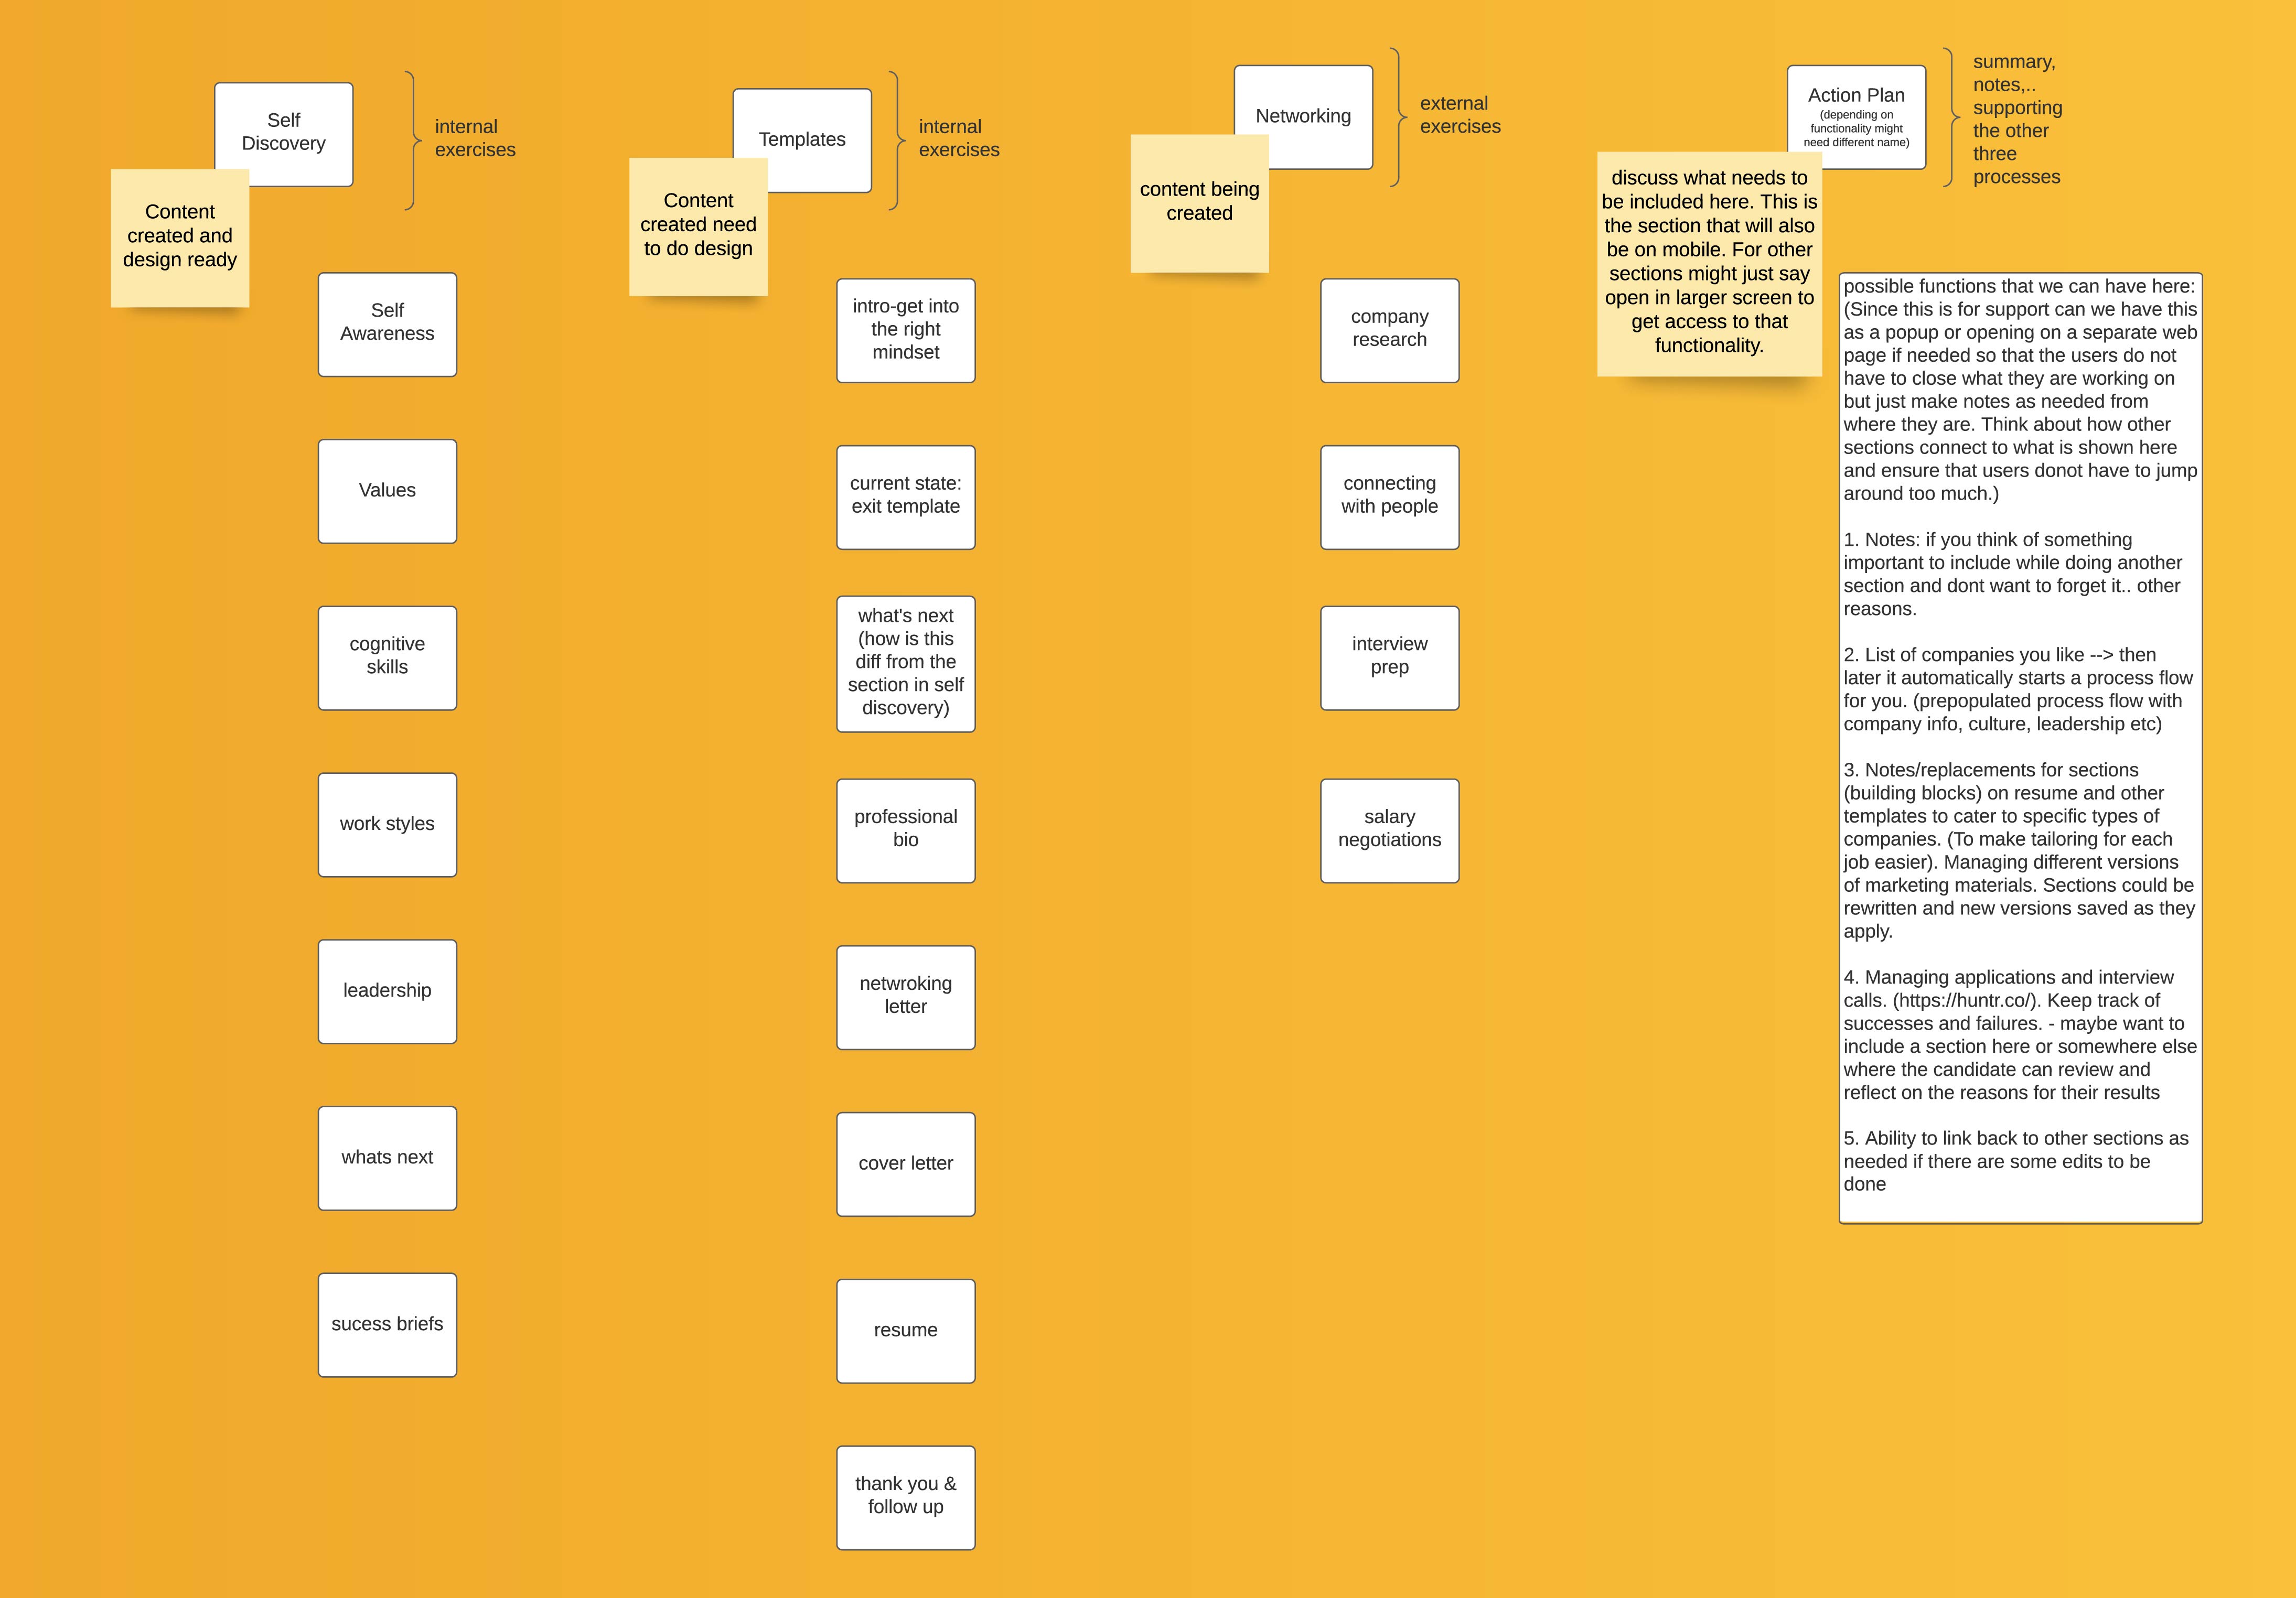 Self
Discovery
internal
exercises
Content
created and
design ready
Self
Awareness
Values
cognitive
skills
work styles
leadership
whats next
sucess briefs
Templates
internal
exercises
Content
created need
to do design
intro-get into
the right
mindset
current state:
exit template
what's next
(how is this
diff from the
section in self
discovery)
professional
bio
netwroking
letter
cover letter
resume
thank you &
follow up
Networking
external
exercises
content being
created
company
research
connecting
with people
interview
prep
salary
negotiations
Action Plan
(depending on
functionality might
need different name)
summary,
notes,..
supporting
the other
three
processes
discuss what needs to
be included here. This is
the section that will also
be on mobile. For other
sections might just say
open in larger screen to
get access to that
functionality.
possible functions that we can have here:
(Since this is for support can we have this
as a popup or opening on a separate web
page if needed so that the users do not
have to close what they are working on
but just make notes as needed from
where they are. Think about how other
sections connect to what is shown here
and ensure that users donot have to jump
around too much.)
1. Notes: if you think of something
important to include while doing another
section and dont want to forget it.. other
reasons.
2. List of companies you like --> then
later it automatically starts a process flow
for you. (prepopulated process flow with
company info, culture, leadership etc)
3. Notes/replacements for sections
(building blocks) on resume and other
templates to cater to specific types of
companies. (To make tailoring for each
job easier). Managing different versions
of marketing materials. Sections could be
rewritten and new versions saved as they
apply.
4. Managing applications and interview
calls. (https://huntr.co/). Keep track of
successes and failures. - maybe want to
include a section here or somewhere else
where the candidate can review and
reflect on the reasons for their results
5. Ability to link back to other sections as
needed if there are some edits to be
done